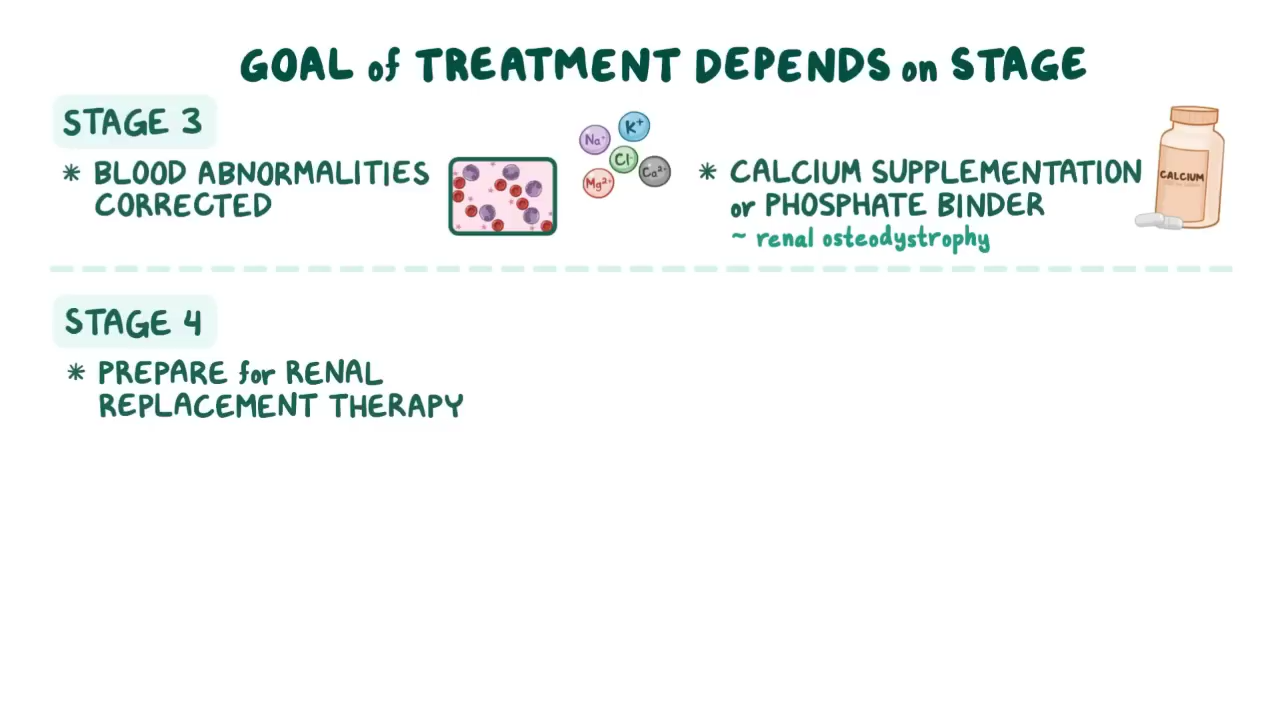 GOAL of TREATMENT DEPENDS on STAGE
STAGE 3
* BLOOD ABNORMALITIES
CORRECTED
Na⁺
K⁺
Cl⁻
Ca²⁺
Mg²⁺
* CALCIUM SUPPLEMENTATION
or PHOSPHATE BINDER
~ renal osteodystrophy
CALCIUM
STAGE 4
* PREPARE for RENAL
REPLACEMENT THERAPY